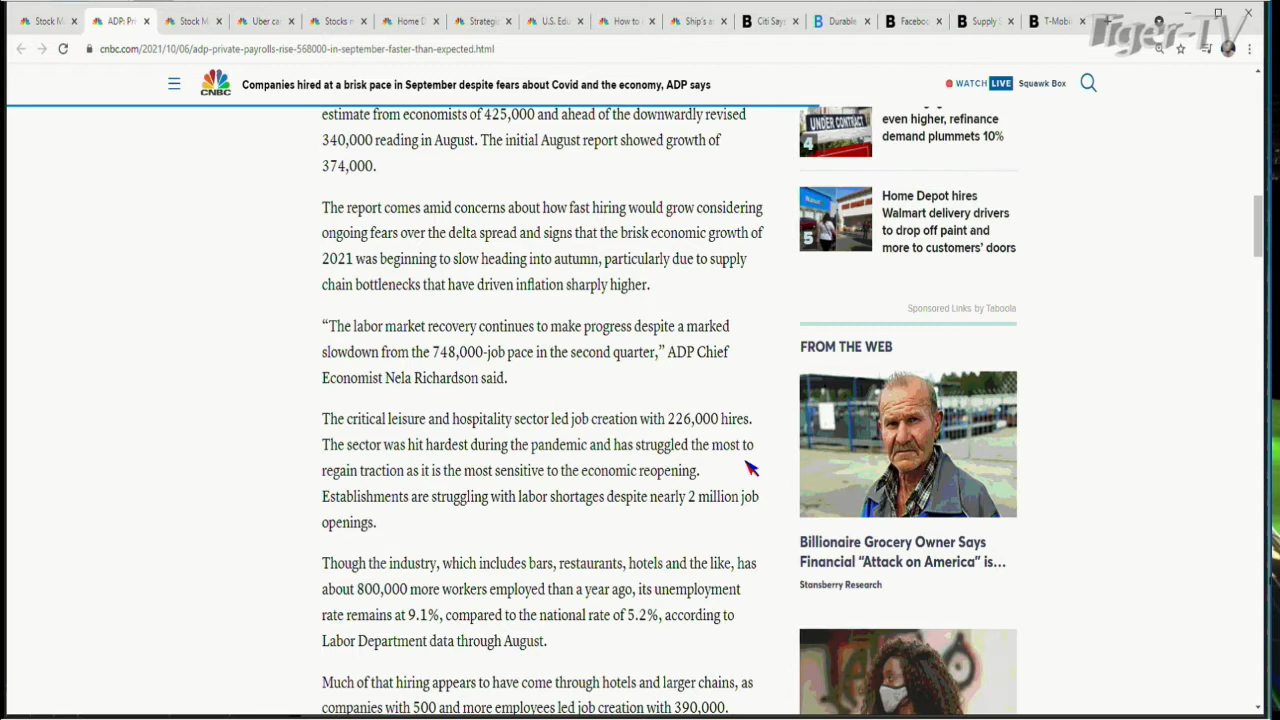 Stock M
ADP: Pri
Stock M
Uber ca
Stocks n
Home D
Strategi
U.S. Edu
How to
Ship's a
Citi Say
Durable
Faceboo
Supply S
T-Mobi
Tiger-TV
cnbc.com/2021/10/06/adp-private-payrolls-rise-568000-in-september-faster-than-expected.html
CNBC
Companies hired at a brisk pace in September despite fears about Covid and the economy, ADP says
WATCH LIVE Squawk Box
estimate from economists of 425,000 and ahead of the downwardly revised
340,000 reading in August. The initial August report showed growth of
374,000.
The report comes amid concerns about how fast hiring would grow considering
ongoing fears over the delta spread and signs that the brisk economic growth of
2021 was beginning to slow heading into autumn, particularly due to supply
chain bottlenecks that have driven inflation sharply higher.
“The labor market recovery continues to make progress despite a marked
slowdown from the 748,000-job pace in the second quarter,” ADP Chief
Economist Nela Richardson said.
The critical leisure and hospitality sector led job creation with 226,000 hires.
The sector was hit hardest during the pandemic and has struggled the most to
regain traction as it is the most sensitive to the economic reopening.
Establishments are struggling with labor shortages despite nearly 2 million job
openings.
Though the industry, which includes bars, restaurants, hotels and the like, has
about 800,000 more workers employed than a year ago, its unemployment
rate remains at 9.1%, compared to the national rate of 5.2%, according to
Labor Department data through August.
Much of that hiring appears to have come through hotels and larger chains, as
companies with 500 and more employees led job creation with 390,000.
UNDER CONTRACT
4
even higher, refinance
demand plummets 10%
5
Home Depot hires
Walmart delivery drivers
to drop off paint and
more to customers’ doors
Sponsored Links by Taboola
FROM THE WEB
Billionaire Grocery Owner Says
Financial “Attack on America” is…
Stansberry Research